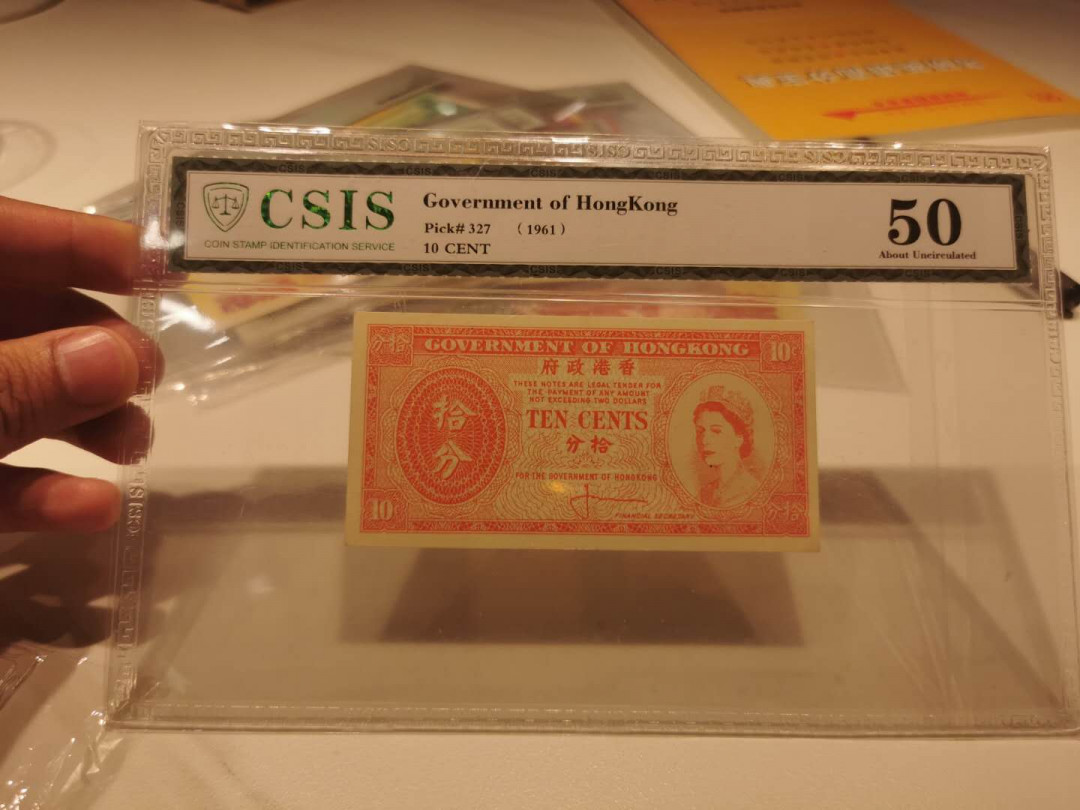 CSIS
COIN STAMP IDENTIFICATION SERVICE
Government of HongKong
Pick# 327 （ 1961 ）
10 CENT
50
About Uncirculated
分拾
GOVERNMENT OF HONGKONG
10¢
府政港香
THESE NOTES ARE LEGAL TENDER FOR
THE PAYMENT OF ANY AMOUNT
NOT EXCEEDING TWO DOLLARS
拾分
TEN CENTS
分拾
FOR THE GOVERNMENT OF HONGKONG
10¢
FINANCIAL SECRETARY
分拾